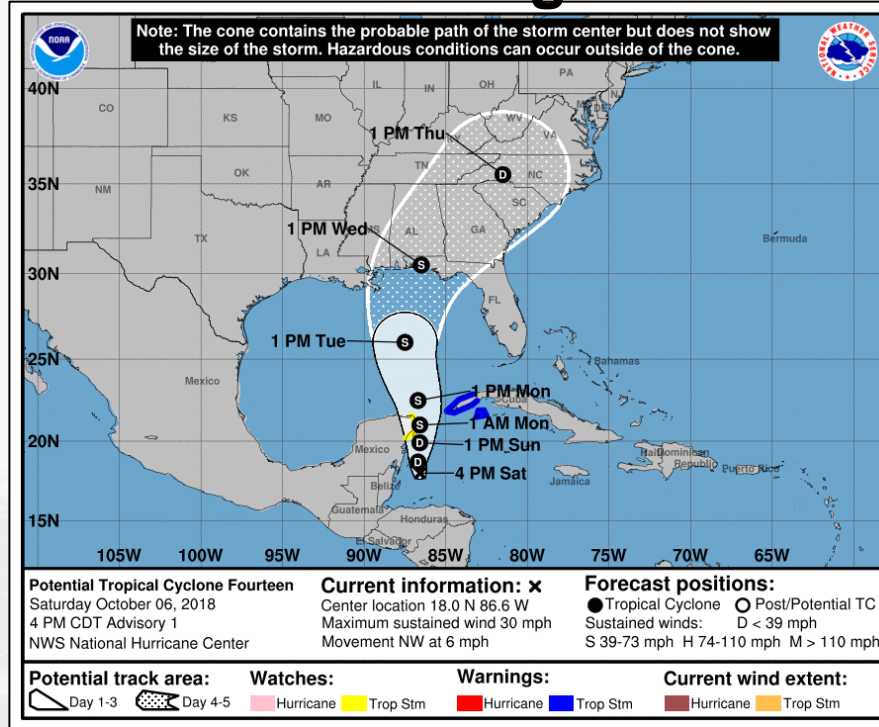 Note: The cone contains the probable path of the storm center but does not show
the size of the storm. Hazardous conditions can occur outside of the cone.
NOAA
NATIONAL WEATHER SERVICE
40N
35N
30N
25N
20N
15N
105W 100W 95W 90W 85W 80W 75W 70W 65W
CO
KS
MO
IL
IN
OH
PA
NJ
DE
WV
VA
KY
NM
OK
AR
TN
NC
SC
TX
LA
MS
AL
GA
FL
Bermuda
Bahamas
Mexico
Mexico
Cuba
Belize
Guatemala
Honduras
El Salvador
Jamaica
Haiti
Dominican
Republic
Puerto Rico
1 PM Thu
D
1 PM Wed
S
1 PM Tue
S
1 PM Mon
S
1 AM Mon
S
1 PM Sun
D
D
4 PM Sat
Potential Tropical Cyclone Fourteen
Saturday October 06, 2018
4 PM CDT Advisory 1
NWS National Hurricane Center
Current information: ×
Center location 18.0 N 86.6 W
Maximum sustained wind 30 mph
Movement NW at 6 mph
Forecast positions:
● Tropical Cyclone ○ Post/Potential TC
Sustained winds: D < 39 mph
S 39-73 mph H 74-110 mph M > 110 mph
Potential track area:
Day 1-3 Day 4-5
Watches:
Hurricane Trop Stm
Warnings:
Hurricane Trop Stm
Current wind extent:
Hurricane Trop Stm